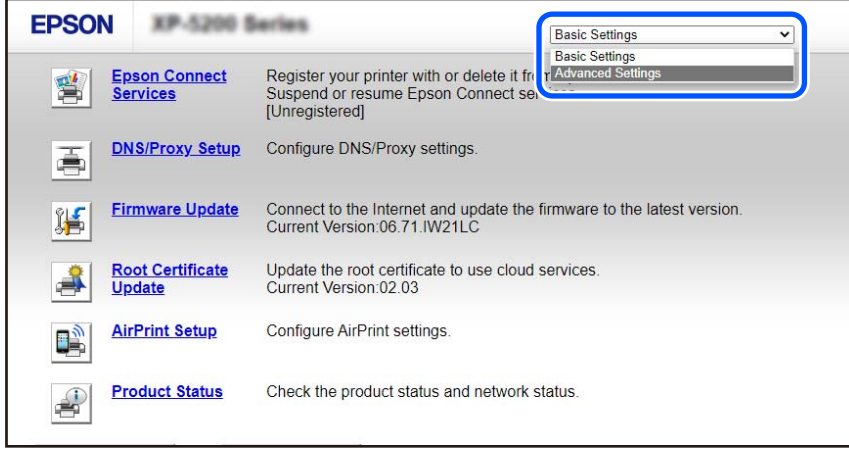 EPSON XP-5200 Series
Basic Settings
Basic Settings
Advanced Settings
Epson Connect
Services
Register your printer with or delete it from
Suspend or resume Epson Connect
[Unregistered]
DNS/Proxy Setup
Configure DNS/Proxy settings.
Firmware Update
Connect to the Internet and update the firmware to the latest version.
Current Version:06.71.IW21LC
Root Certificate
Update
Update the root certificate to use cloud services.
Current Version:02.03
AirPrint Setup
Configure AirPrint settings.
Product Status
Check the product status and network status.